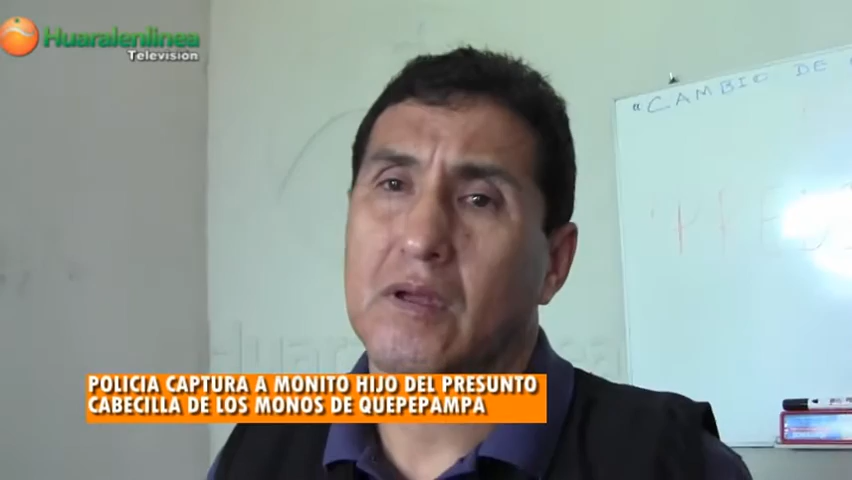 Huaralenlinea
Television
"CAMBIO DE
POLICIA CAPTURA A MONITO HIJO DEL PRESUNTO
CABECILLA DE LOS MONOS DE QUEPEPAMPA